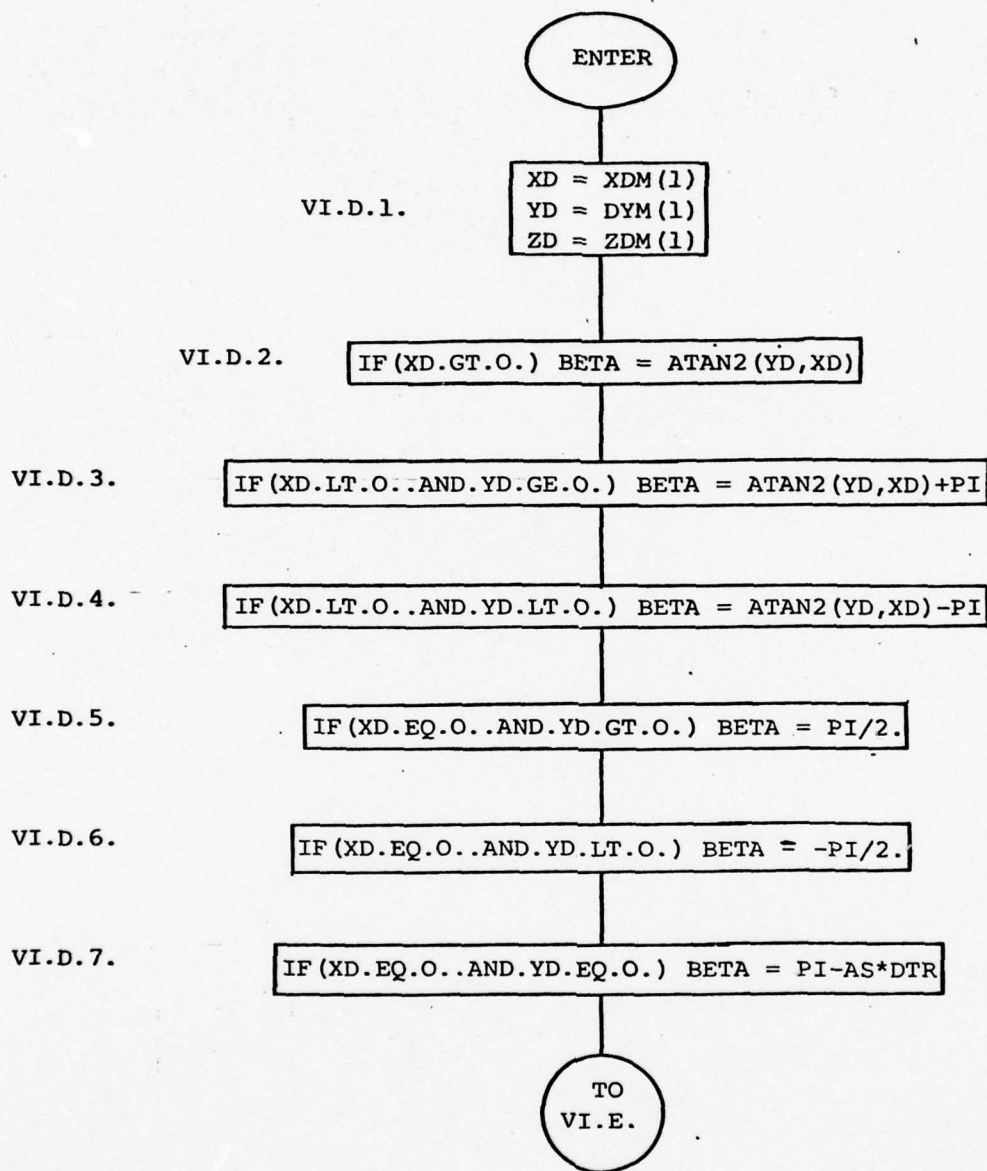 ENTER
VI.D.1.
XD = XDM(1)
YD = DYM(1)
ZD = ZDM(1)
VI.D.2.
IF(XD.GT.O.) BETA = ATAN2(YD,XD)
VI.D.3.
IF(XD.LT.O..AND.YD.GE.O.) BETA = ATAN2(YD,XD)+PI
VI.D.4.
IF(XD.LT.O..AND.YD.LT.O.) BETA = ATAN2(YD,XD)-PI
VI.D.5.
IF(XD.EQ.O..AND.YD.GT.O.) BETA = PI/2.
VI.D.6.
IF(XD.EQ.O..AND.YD.LT.O.) BETA = -PI/2.
VI.D.7.
IF(XD.EQ.O..AND.YD.EQ.O.) BETA = PI-AS*DTR
TO
VI.E.